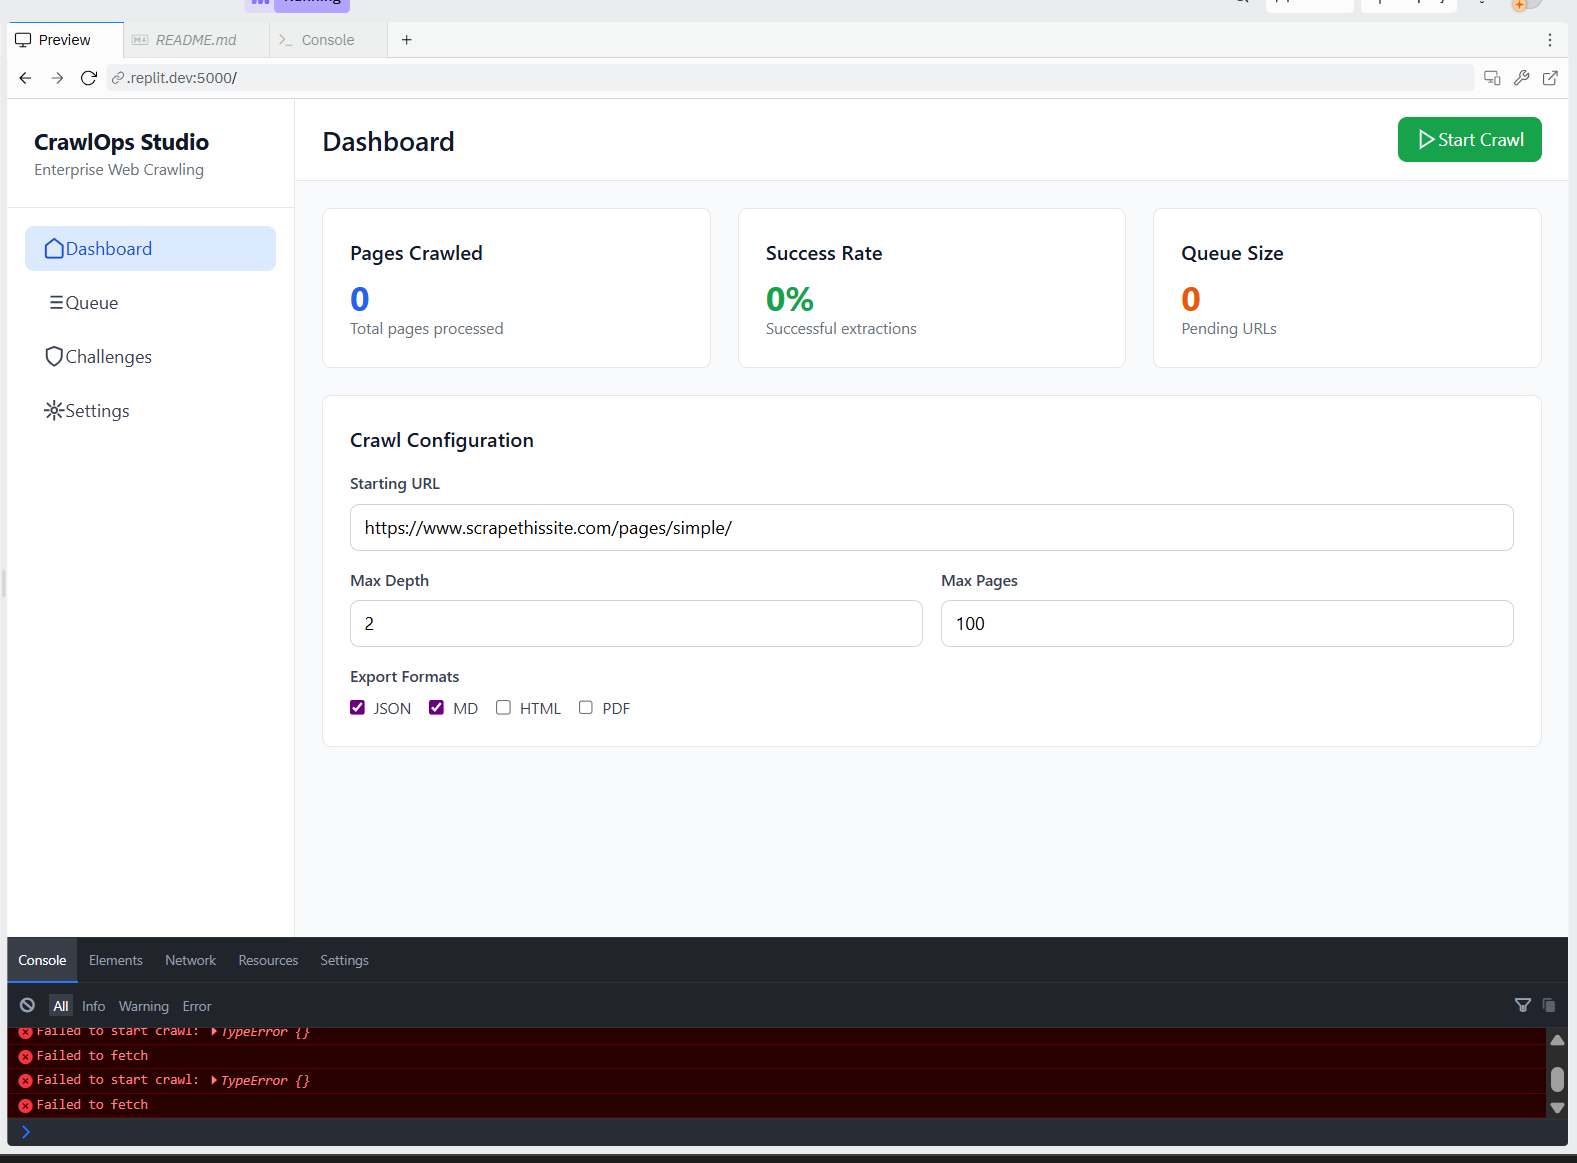 Running
Preview
README.md
Console
.replit.dev:5000/
CrawlOps Studio
Enterprise Web Crawling
Dashboard
Queue
Challenges
Settings
Dashboard
Start Crawl
Pages Crawled
0
Total pages processed
Success Rate
0%
Successful extractions
Queue Size
0
Pending URLs
Crawl Configuration
Starting URL
https://www.scrapethissite.com/pages/simple/
Max Depth
2
Max Pages
100
Export Formats
JSON MD HTML PDF
Console Elements Network Resources Settings
All Info Warning Error
Failed to start crawl: TypeError {}
Failed to fetch
Failed to start crawl: TypeError {}
Failed to fetch